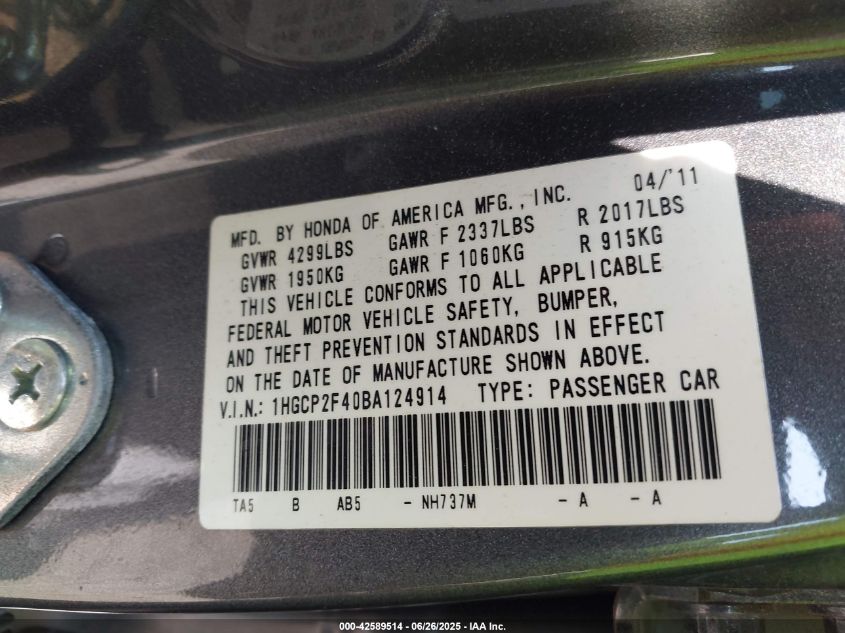 MFD. BY HONDA OF AMERICA MFG., INC. 04/'11
GVWR 4299LBS GAWR F 2337LBS R 2017LBS
GVWR 1950KG GAWR F 1060KG R 915KG
THIS VEHICLE CONFORMS TO ALL APPLICABLE
FEDERAL MOTOR VEHICLE SAFETY, BUMPER,
AND THEFT PREVENTION STANDARDS IN EFFECT
ON THE DATE OF MANUFACTURE SHOWN ABOVE.
V.I.N.: 1HGCP2F40BA124914 TYPE: PASSENGER CAR
TA5 B AB5 - NH737M - A - A
000-42589514 - 06/26/2025 - IAA Inc.